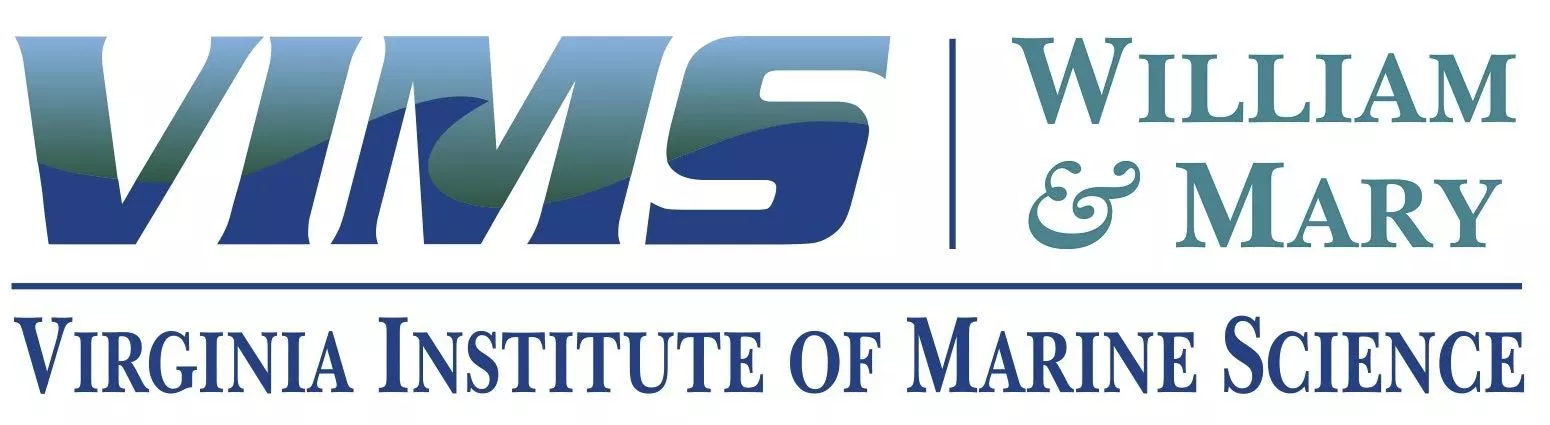 VIMS
WILLIAM
& MARY
VIRGINIA INSTITUTE OF MARINE SCIENCE